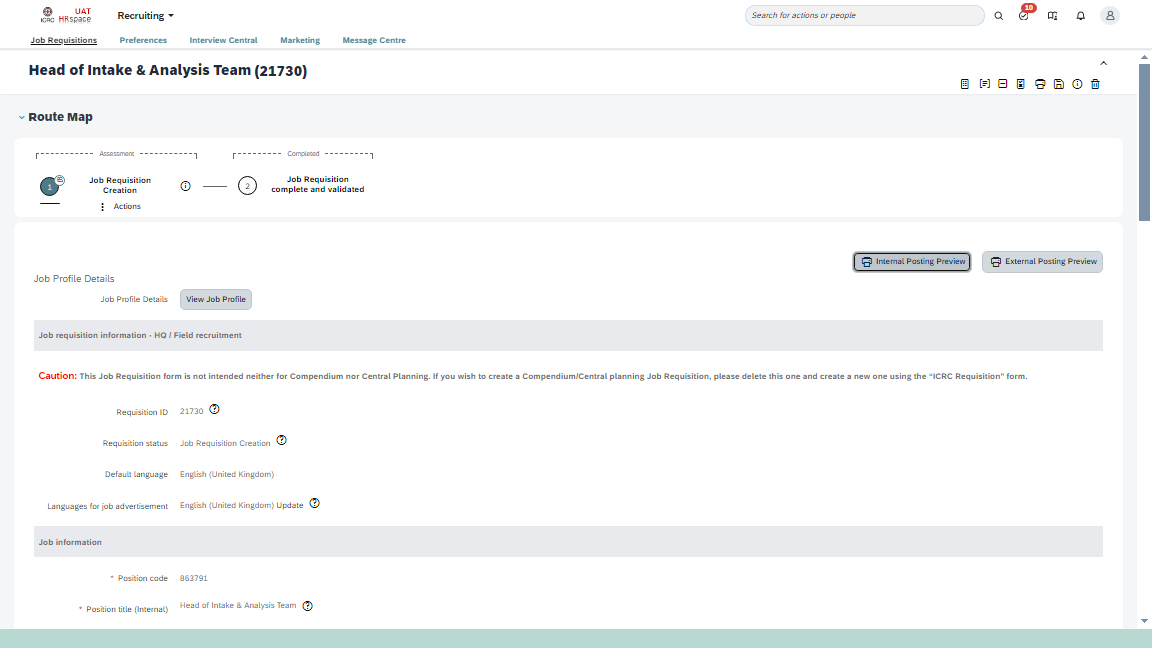 ICRC UAT HRspace
Recruiting
Search for actions or people
10
Job Requisitions Preferences Interview Central Marketing Message Centre
Head of Intake & Analysis Team (21730)
Route Map
Assessment
Completed
1
Job Requisition Creation
Actions
2
Job Requisition complete and validated
Internal Posting Preview
External Posting Preview
Job Profile Details
Job Profile Details View Job Profile
Job requisition information - HQ / Field recruitment
Caution: This Job Requisition form is not intended neither for Compendium nor Central Planning. If you wish to create a Compendium/Central planning Job Requisition, please delete this one and create a new one using the “ICRC Requisition” form.
Requisition ID 21730
Requisition status Job Requisition Creation
Default language English (United Kingdom)
Languages for job advertisement English (United Kingdom) Update
Job information
* Position code 863791
* Position title (Internal) Head of Intake & Analysis Team